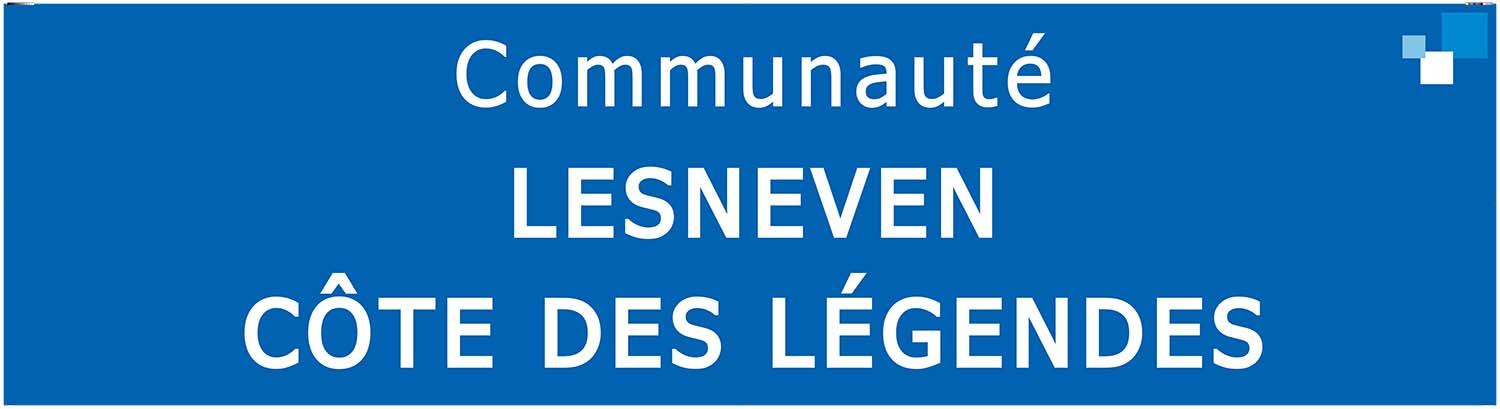 Communauté
LESNEVEN
CÔTE DES LÉGENDES